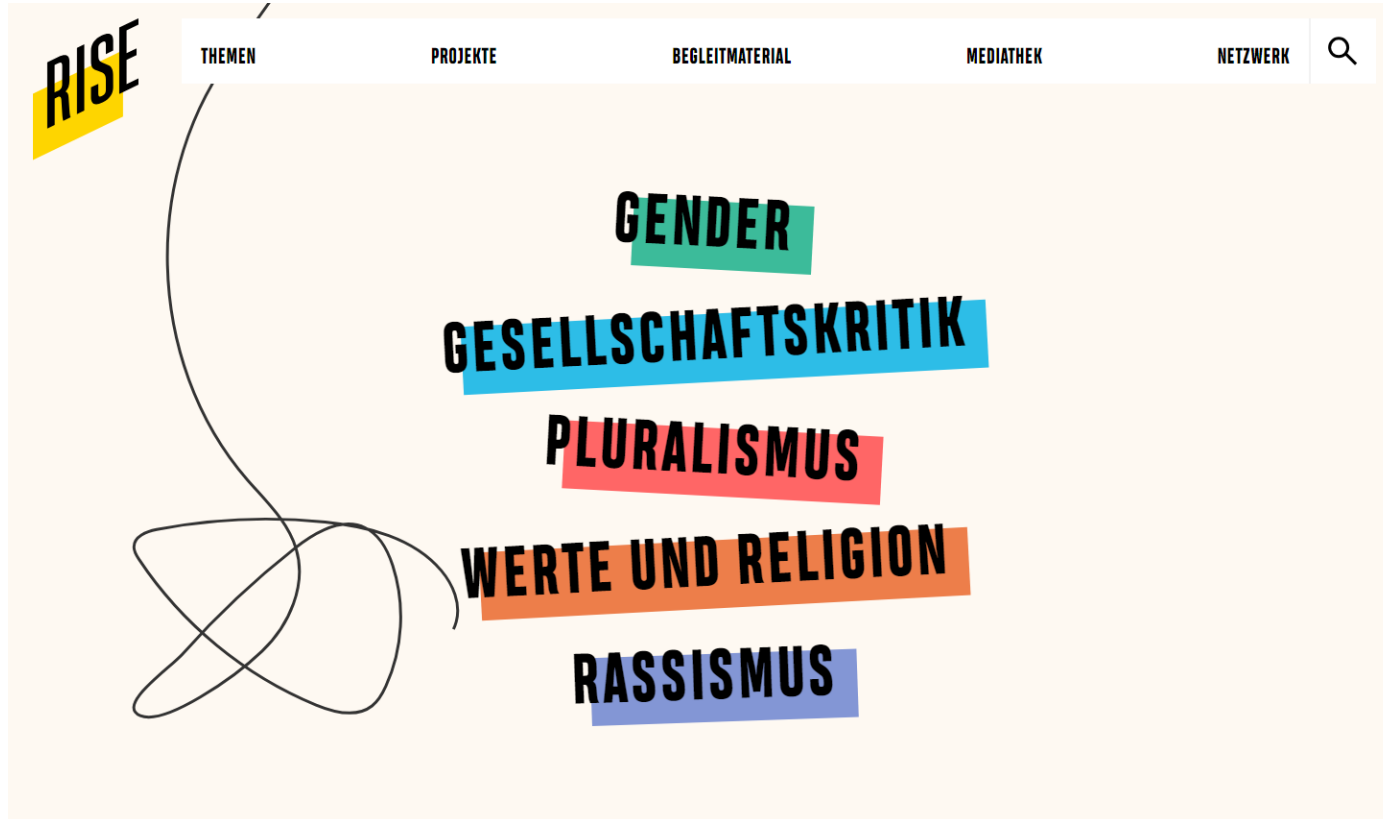 RISE
THEMEN PROJEKTE BEGLEITMATERIAL MEDIATHEK NETZWERK
GENDER
GESELLSCHAFTSKRITIK
PLURALISMUS
WERTE UND RELIGION
RASSISMUS